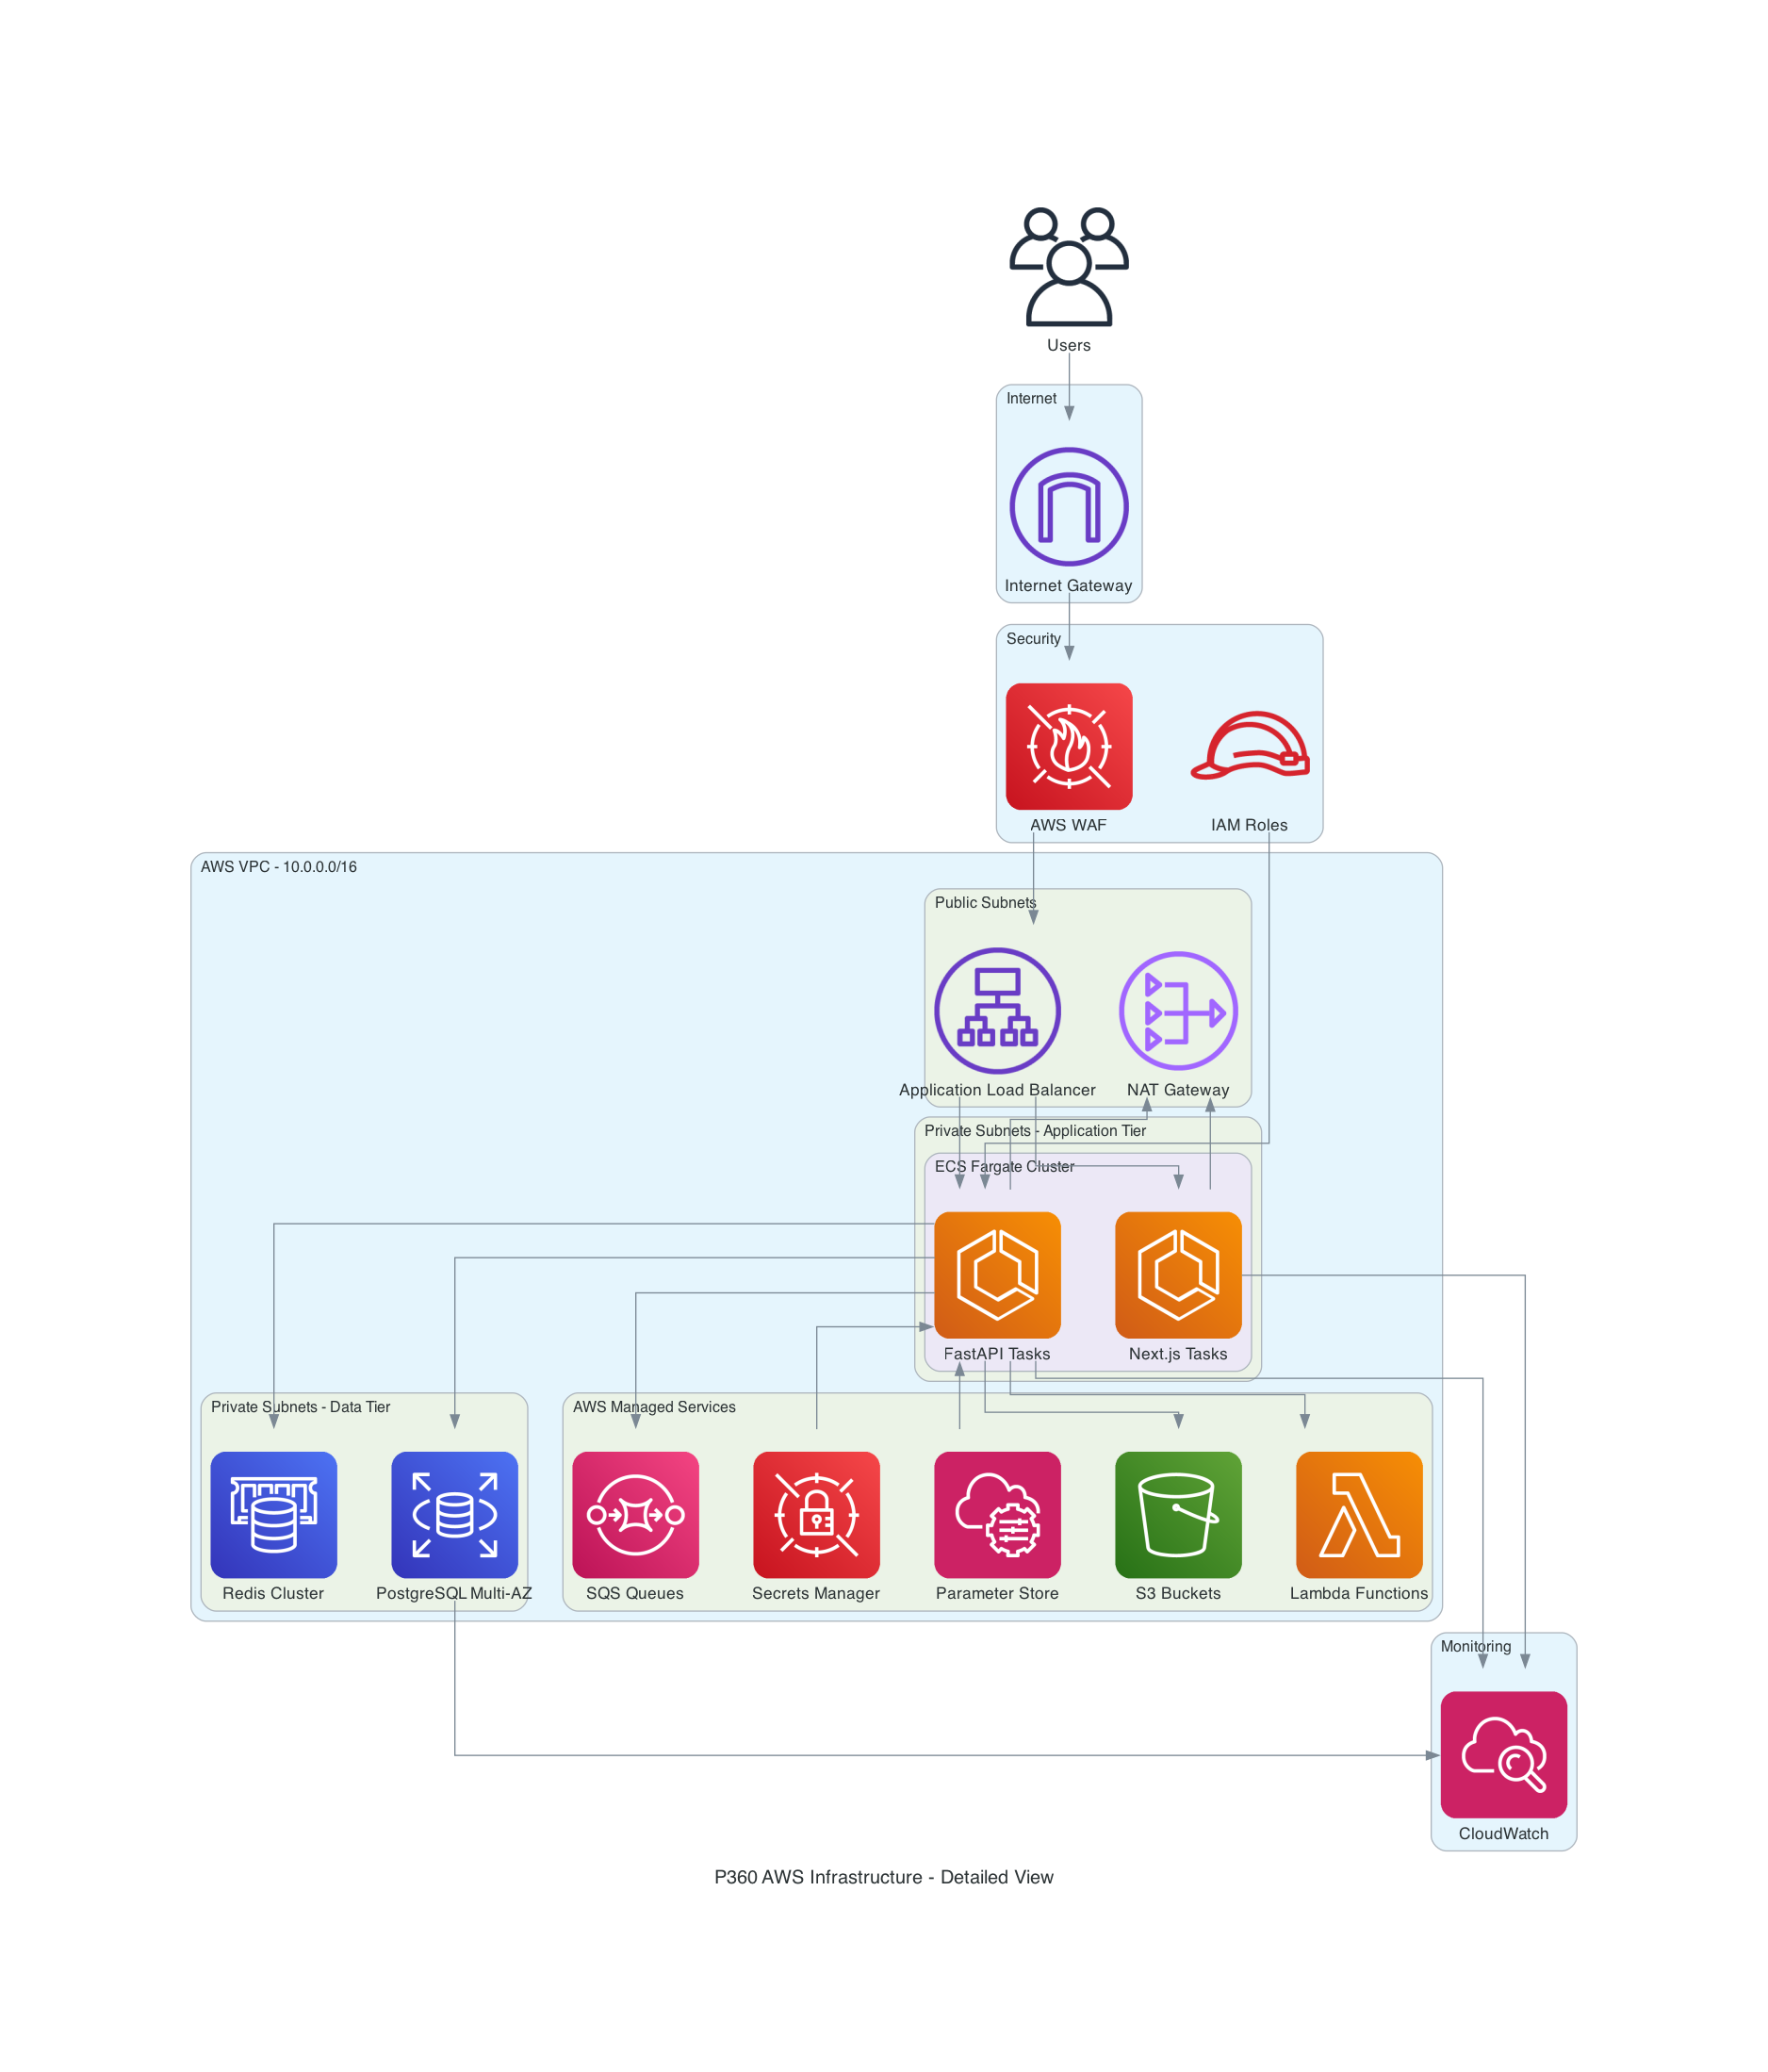 Users
Internet
Internet Gateway
Security
AWS WAF
IAM Roles
AWS VPC - 10.0.0.0/16
Public Subnets
Application Load Balancer
NAT Gateway
Private Subnets - Application Tier
ECS Fargate Cluster
FastAPI Tasks
Next.js Tasks
Private Subnets - Data Tier
Redis Cluster
PostgreSQL Multi-AZ
AWS Managed Services
SQS Queues
Secrets Manager
Parameter Store
S3 Buckets
Lambda Functions
Monitoring
CloudWatch
P360 AWS Infrastructure - Detailed View